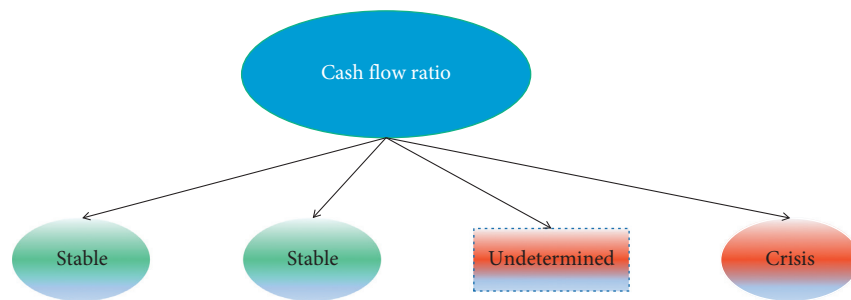 Cash flow ratio
Stable
Stable
Undetermined
Crisis